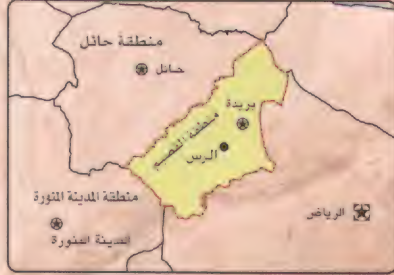 منطقة حائل
حائل
بريدة
منطقة القصيم
الرس
منطقة المدينة المنورة
المدينة المنورة
الرياض